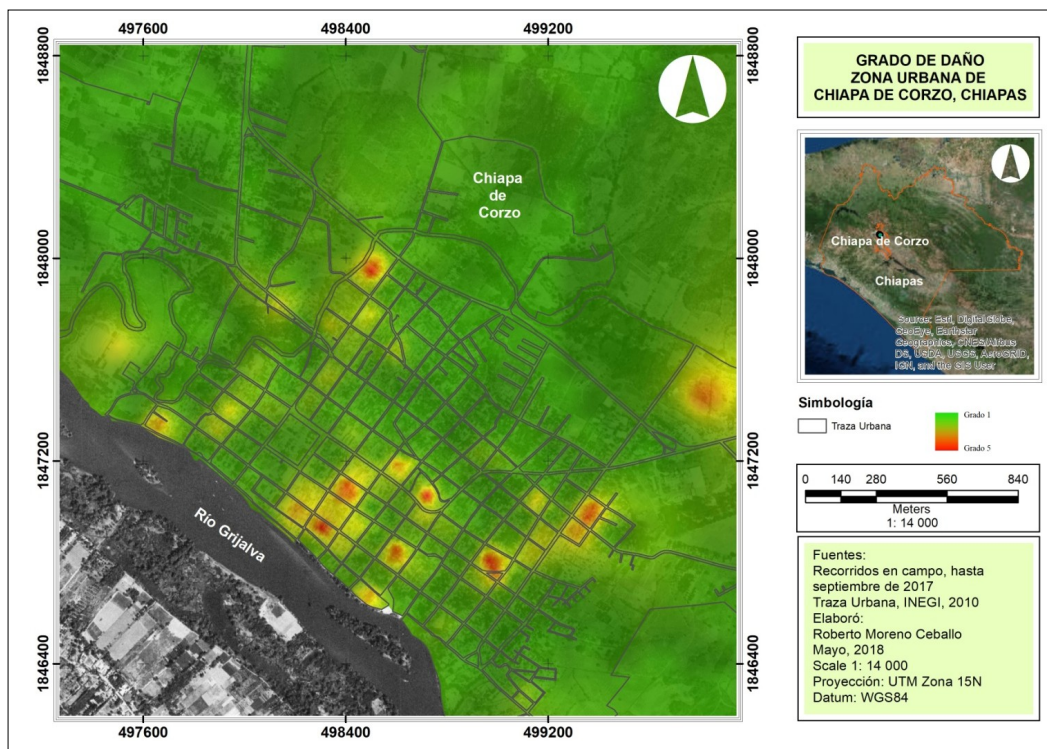 497600
498400
499200
1848800
1848000
1847200
1846400
1848800
1848000
1847200
1846400
497600
498400
499200
Chiapa
de
Corzo
Río Grijalva
GRADO DE DAÑO
ZONA URBANA DE
CHIAPA DE CORZO, CHIAPAS
Chiapa de Corzo
Chiapas
Source: Esri, DigitalGlobe,
GeoEye, Earthstar
Geographics, CNES/Airbus
DS, USDA, USGS, AeroGRID,
IGN, and the GIS User
Simbología
Traza Urbana
Grado 1
Grado 5
0 140 280 560 840
Meters
1: 14 000
Fuentes:
Recorridos en campo, hasta
septiembre de 2017
Traza Urbana, INEGI, 2010
Elaboró:
Roberto Moreno Ceballo
Mayo, 2018
Scale 1: 14 000
Proyección: UTM Zona 15N
Datum: WGS84